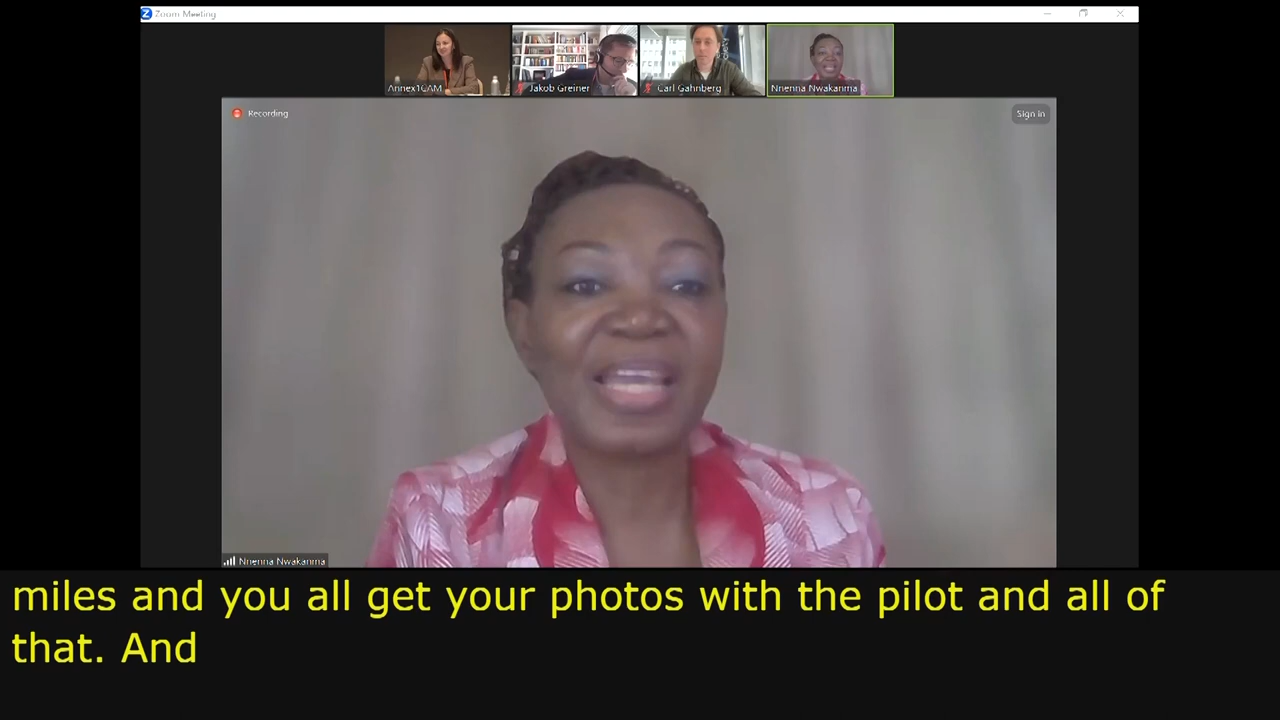 Zoom Meeting
Annex1CAM
Jakob Greiner
Carl Gahnberg
Nnenna Nwakanma
Recording
Sign in
Nnenna Nwakanma
miles and you all get your photos with the pilot and all of
that. And